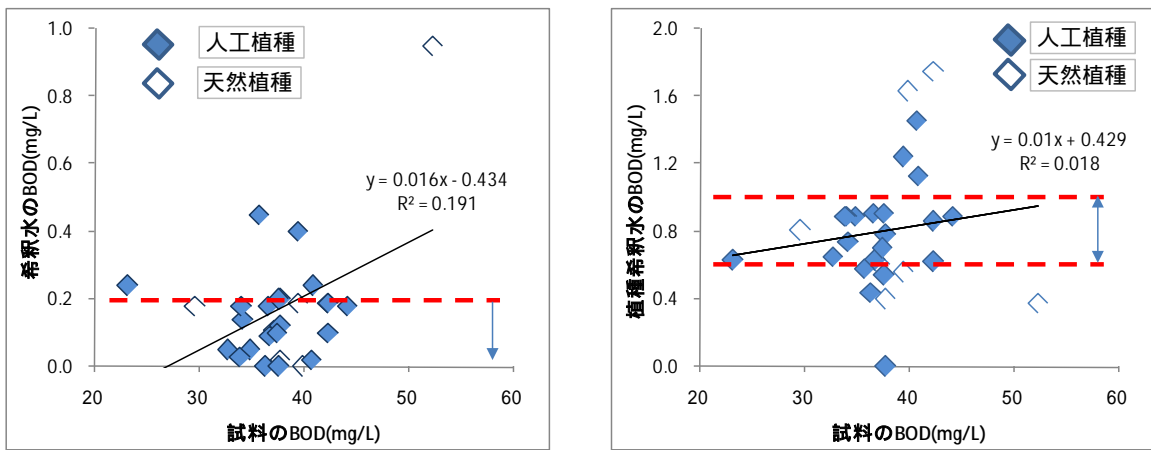 人工植種
天然植種
y = 0.016x - 0.434
R² = 0.191
希釈水のBOD(mg/L)
1.0
0.8
0.6
0.4
0.2
0.0
20 30 40 50 60
試料のBOD(mg/L)
人工植種
天然植種
y = 0.01x + 0.429
R² = 0.018
植種希釈水のBOD(mg/L)
2.0
1.6
1.2
0.8
0.4
0.0
20 30 40 50 60
試料のBOD(mg/L)